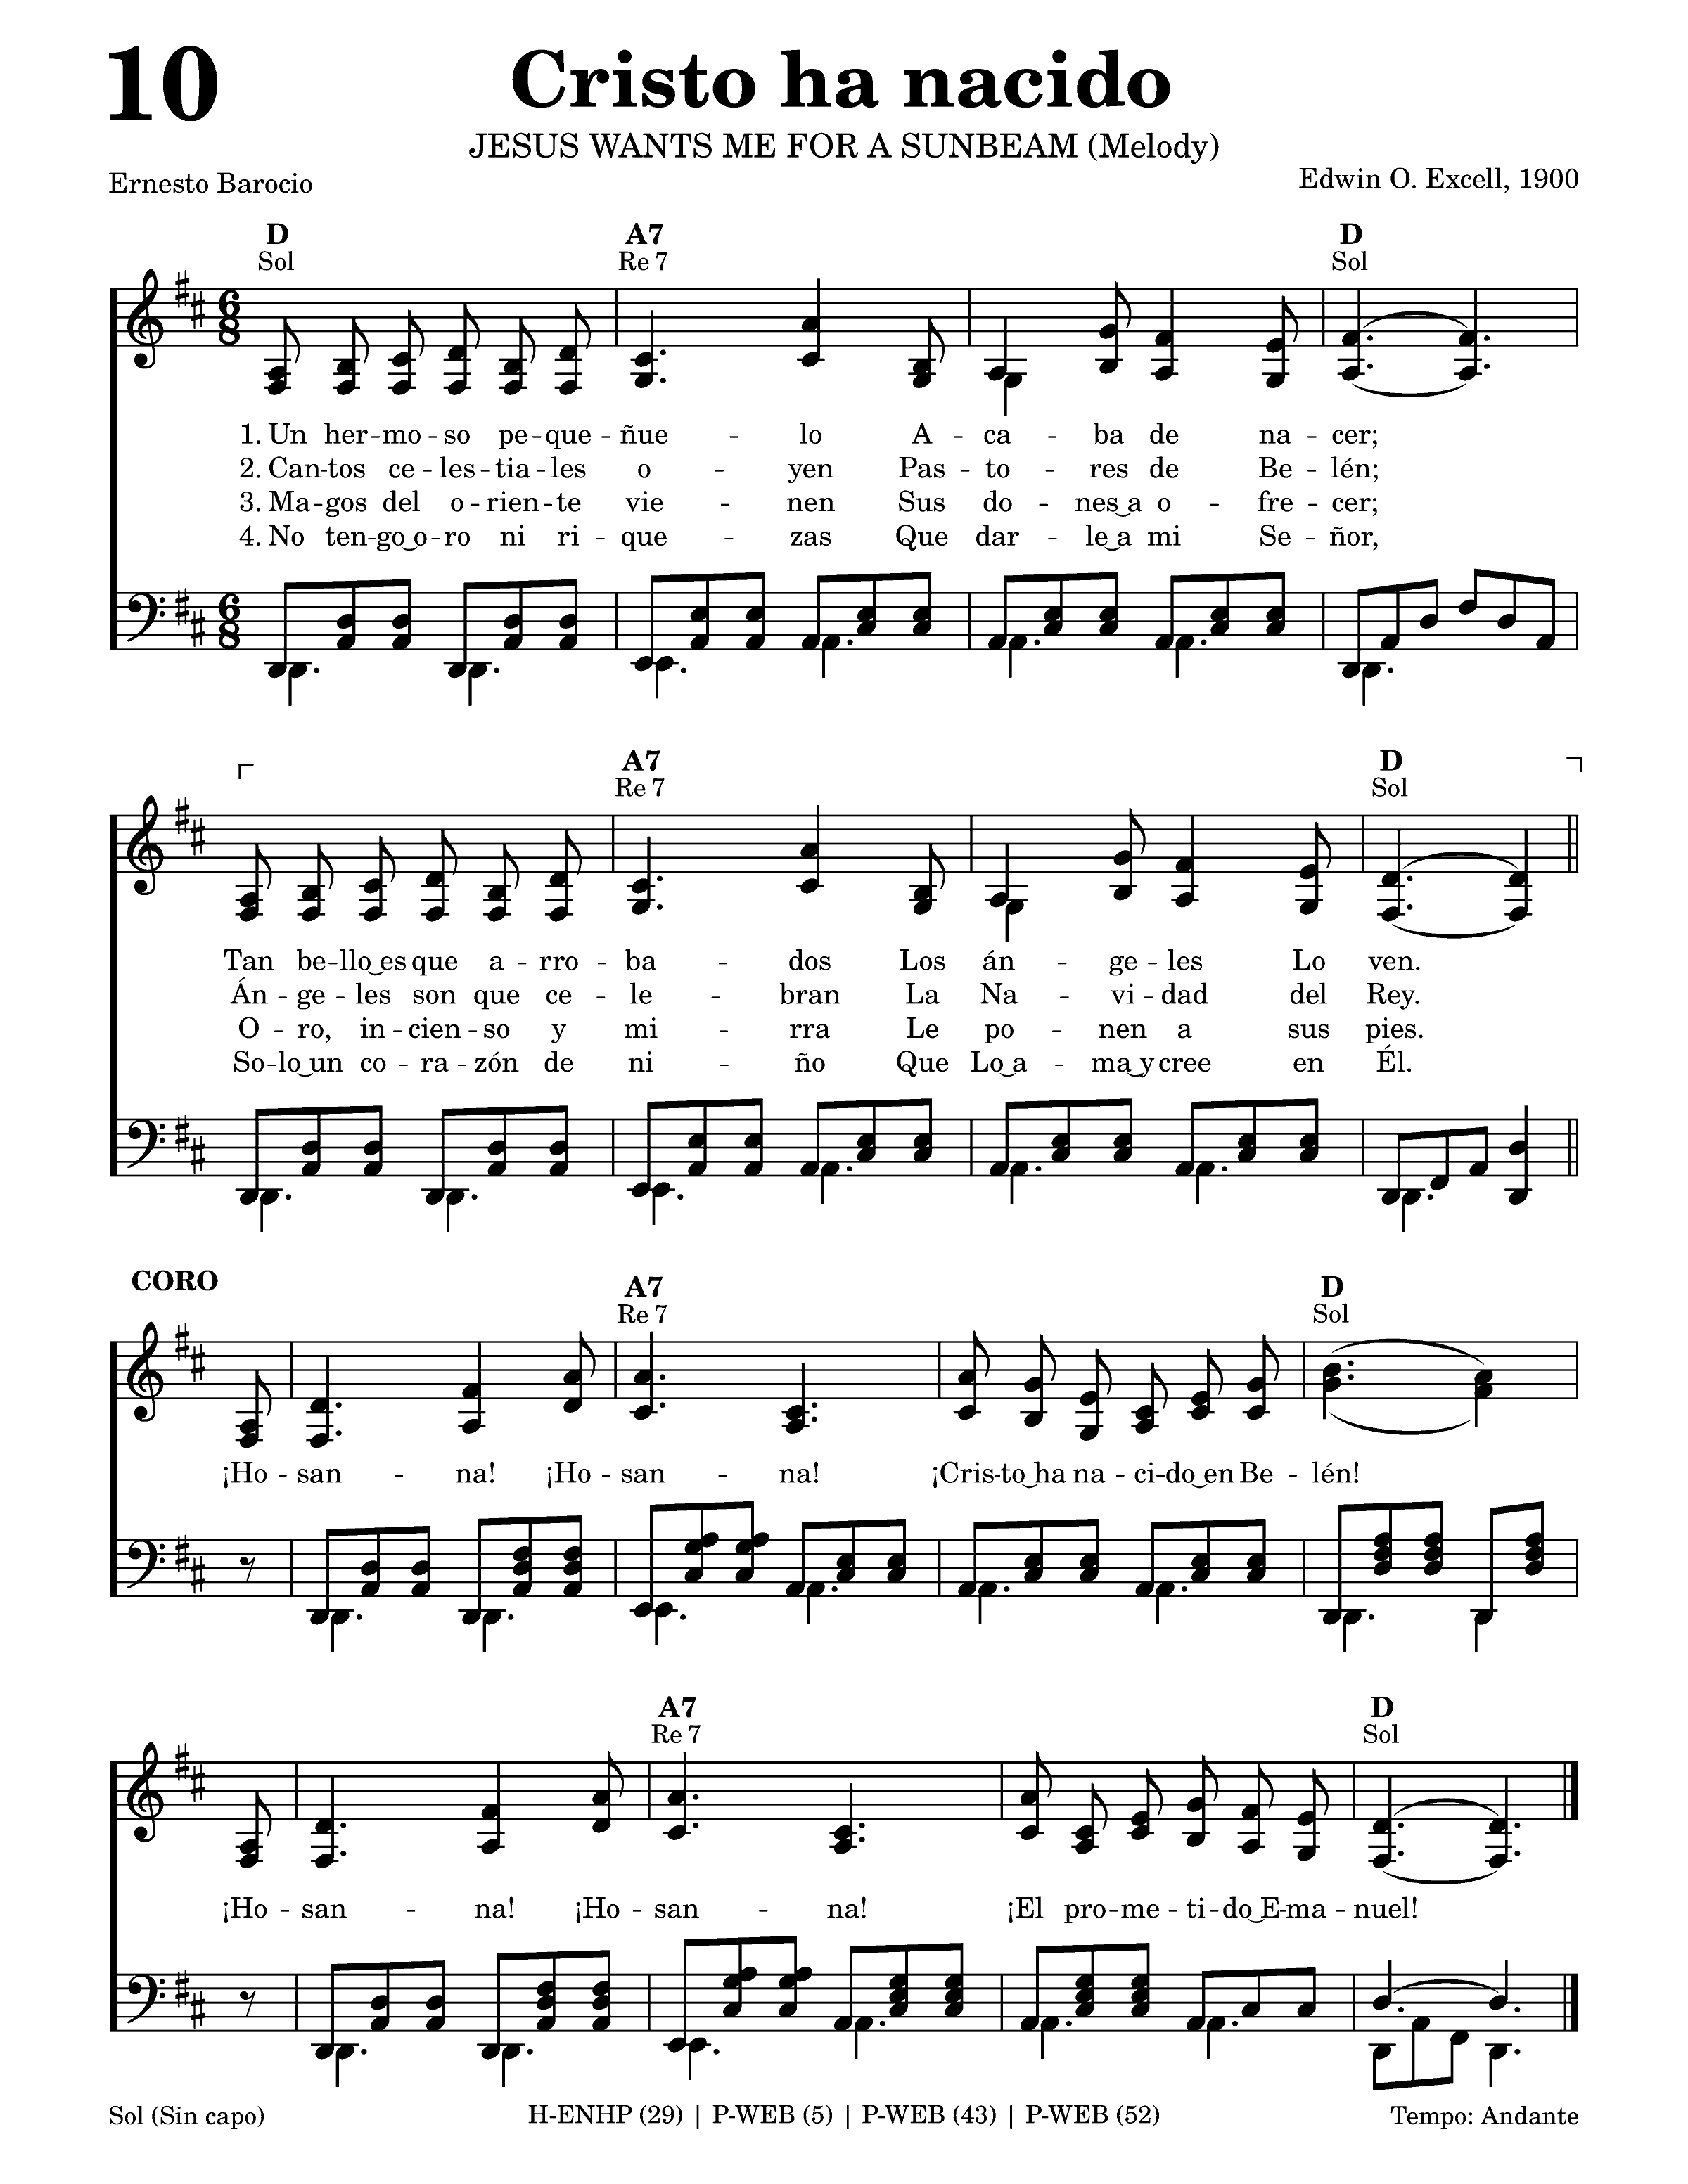 10
Cristo ha nacido
JESUS WANTS ME FOR A SUNBEAM (Melody)
Ernesto Barocio
Edwin O. Excell, 1900
D A7 D
Sol Re 7 Sol
6 8
1. Un her – mo – so pe – que – ñue – lo A – ca – ba de na – cer;
2. Can – tos ce – les – tia – les o – yen Pas – to – res de Be – lén;
3. Ma – gos del o – rien – te vie – nen Sus do – nes‿a o – fre – cer;
4. No ten – go‿o – ro ni ri – que – zas Que dar – le‿a mi Se – ñor,
6 8
A7 D
Re 7 Sol
Tan be – llo‿es que a – rro – ba – dos Los án – ge – les Lo ven.
Án – ge – les son que ce – le – bran La Na – vi – dad del Rey.
O – ro, in – cien – so y mi – rra Le po – nen a sus pies.
So – lo‿un co – ra – zón de ni – ño Que Lo‿a – ma‿y cree en Él.
CORO
A7 D
Re 7 Sol
¡Ho – san – na! ¡Ho – san – na! ¡Cris – to‿ha na – ci – do‿en Be – lén!
A7 D
Re 7 Sol
¡Ho – san – na! ¡Ho – san – na! ¡El pro – me – ti – do‿E – ma – nuel!
Sol (Sin capo)
H-ENHP (29) | P-WEB (5) | P-WEB (43) | P-WEB (52)
Tempo: Andante